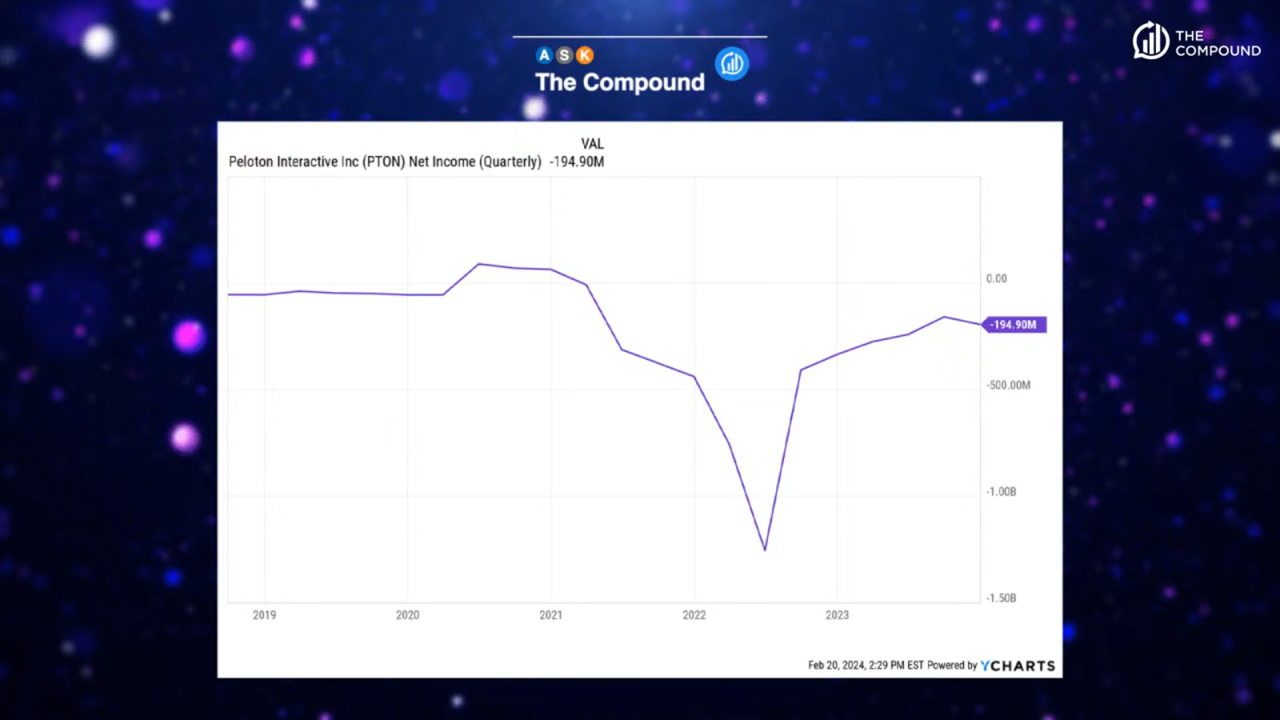 A S K
The Compound
THE
COMPOUND
VAL
Peloton Interactive Inc (PTON) Net Income (Quarterly) -194.90M
0.00
-194.90M
-500.00M
-1.00B
-1.50B
2019 2020 2021 2022 2023
Feb 20, 2024, 2:29 PM EST Powered by YCHARTS